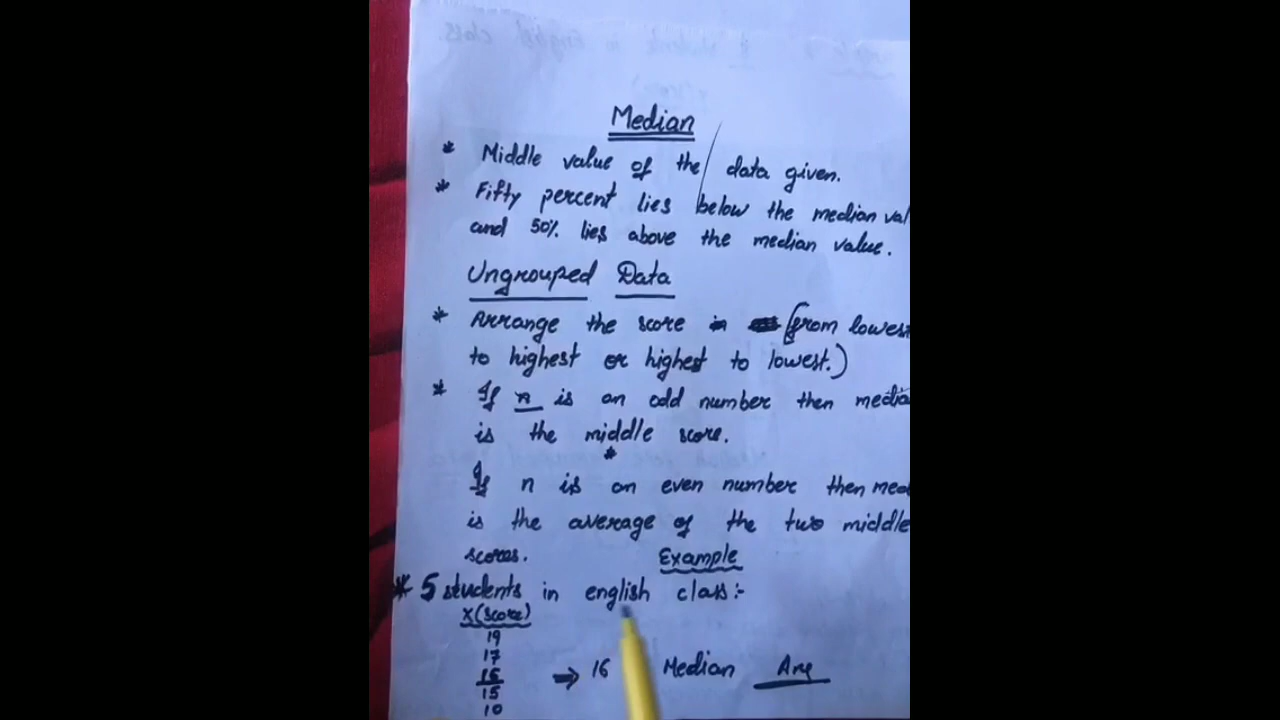 Median
* Middle value of the data given.
* Fifty percent lies below the median val
and 50% lies above the median value.
Ungrouped Data
* Arrange the score in (from lowest
to highest or highest to lowest.)
* If n is an odd number then media
is the middle score.
*
If n is an even number then med
is the average of the two middle
scores.
Example
* 5 students in english class:-
X(score)
19
17
16
15
10
⇒ 16 Median Ans